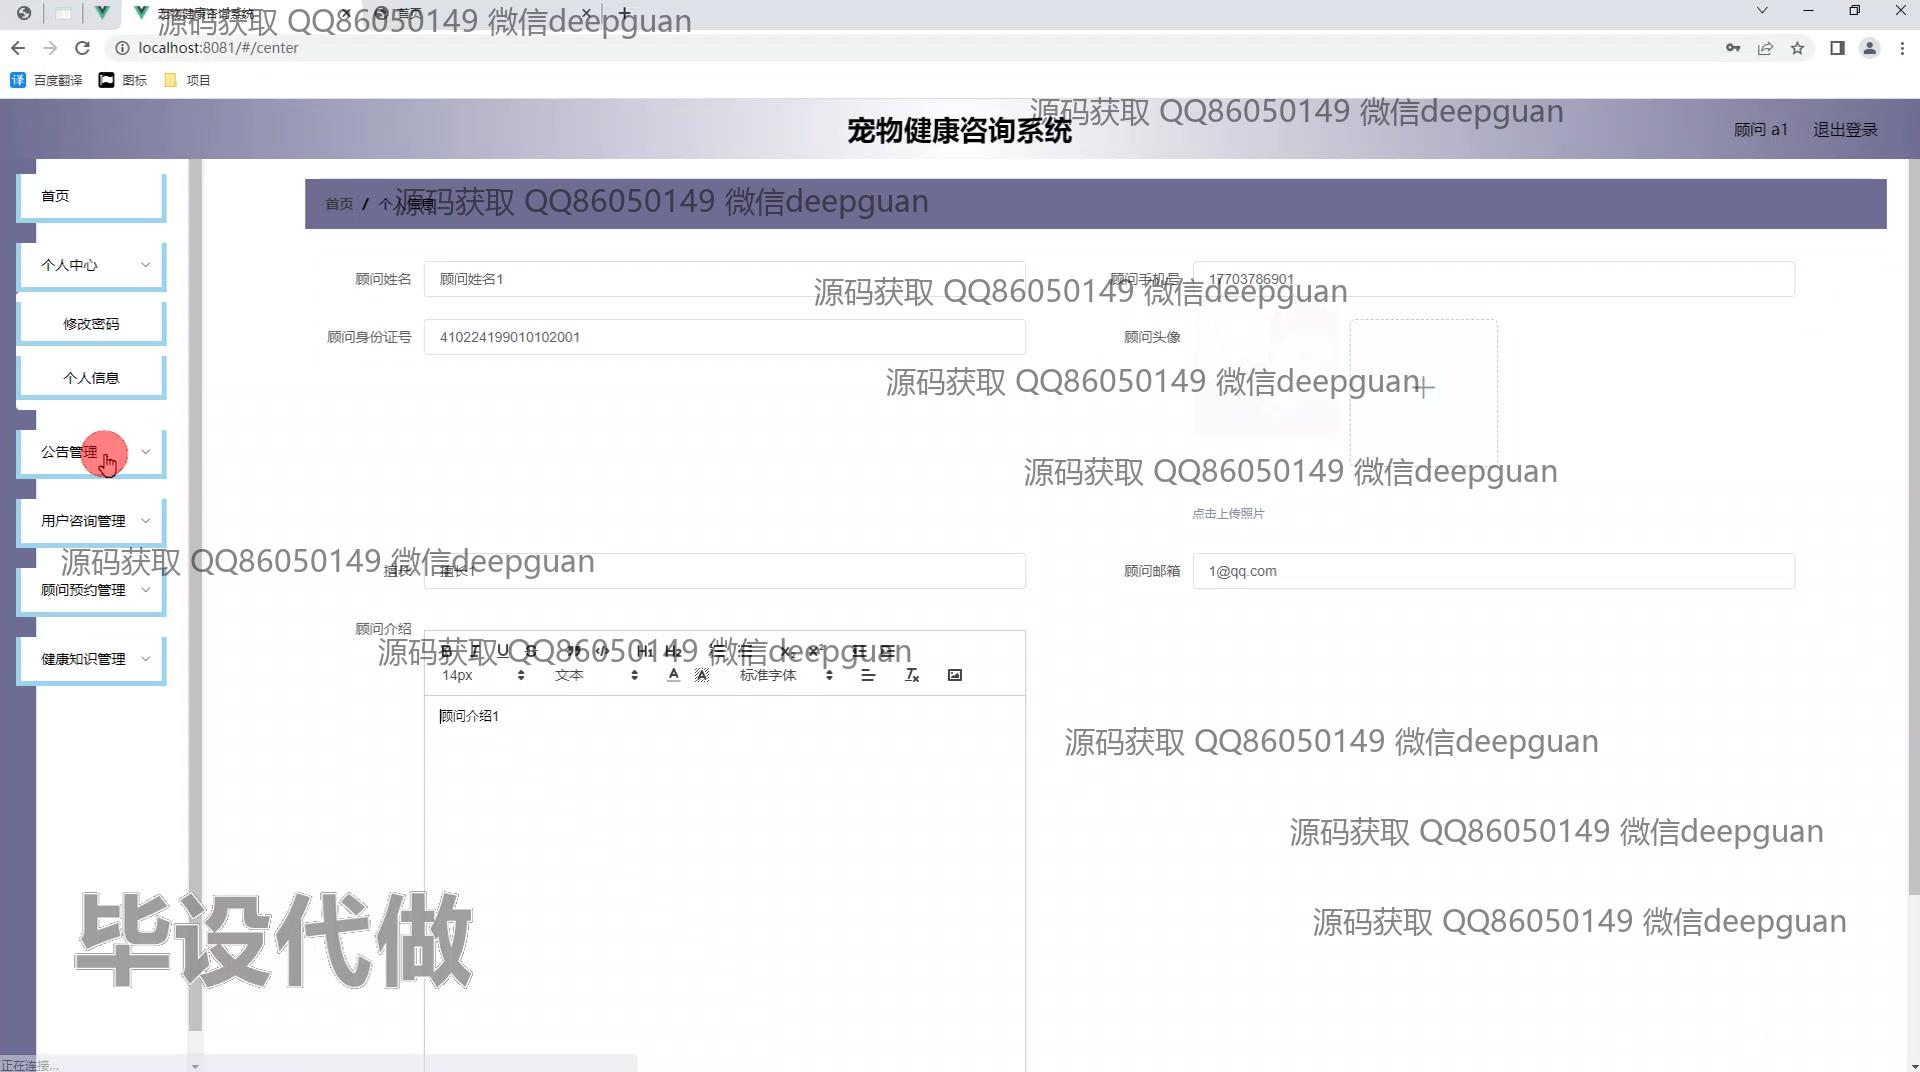 宠物健康咨询系统
首页
源码获取 QQ86050149 微信deepguan
localhost:8081/#/center
百度翻译
图标
项目
源码获取 QQ86050149 微信deepguan
宠物健康咨询系统
顾问 a1
退出登录
首页
个人中心
修改密码
个人信息
公告管理
用户咨询管理
顾问预约管理
健康知识管理
首页 / 个人信息
源码获取 QQ86050149 微信deepguan
顾问姓名
顾问姓名1
顾问手机号
17703786901
源码获取 QQ86050149 微信deepguan
顾问身份证号
410224199010102001
顾问头像
源码获取 QQ86050149 微信deepguan
源码获取 QQ86050149 微信deepguan
点击上传照片
源码获取 QQ86050149 微信deepguan
擅长
擅长1
顾问邮箱
1@qq.com
顾问介绍
源码获取 QQ86050149 微信deepguan
14px
文本
标准字体
顾问介绍1
源码获取 QQ86050149 微信deepguan
源码获取 QQ86050149 微信deepguan
源码获取 QQ86050149 微信deepguan
毕设代做
正在连接...